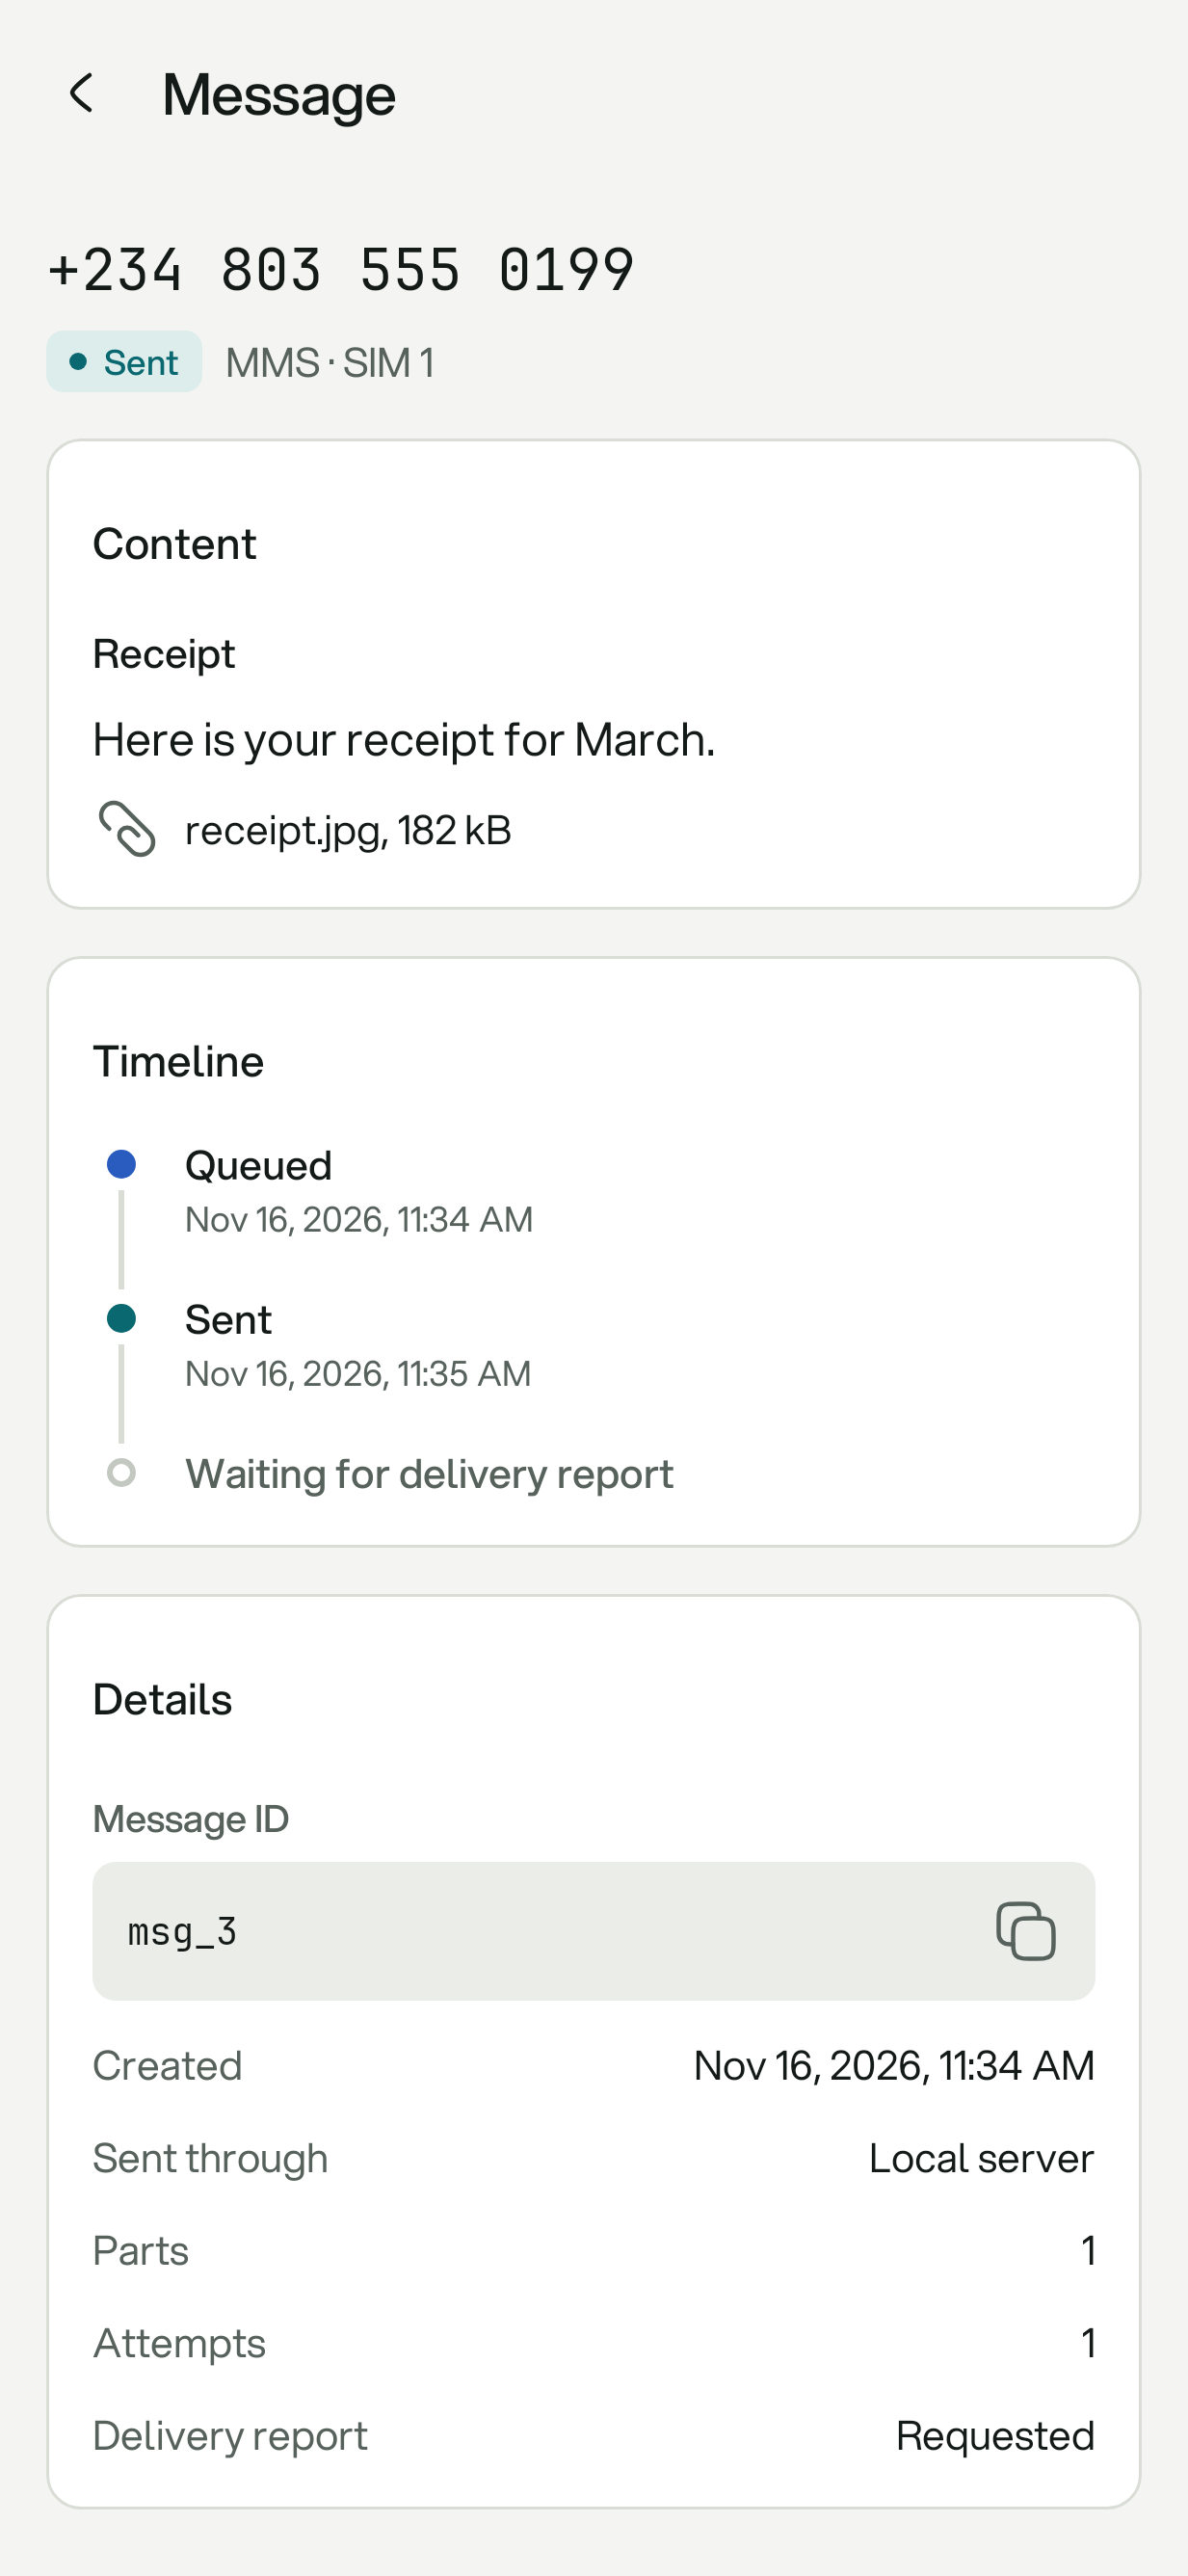 Message
+234 803 555 0199
Sent MMS · SIM 1
Content
Receipt
Here is your receipt for March.
receipt.jpg, 182 kB
Timeline
Queued
Nov 16, 2026, 11:34 AM
Sent
Nov 16, 2026, 11:35 AM
Waiting for delivery report
Details
Message ID
msg_3
Created Nov 16, 2026, 11:34 AM
Sent through Local server
Parts 1
Attempts 1
Delivery report Requested